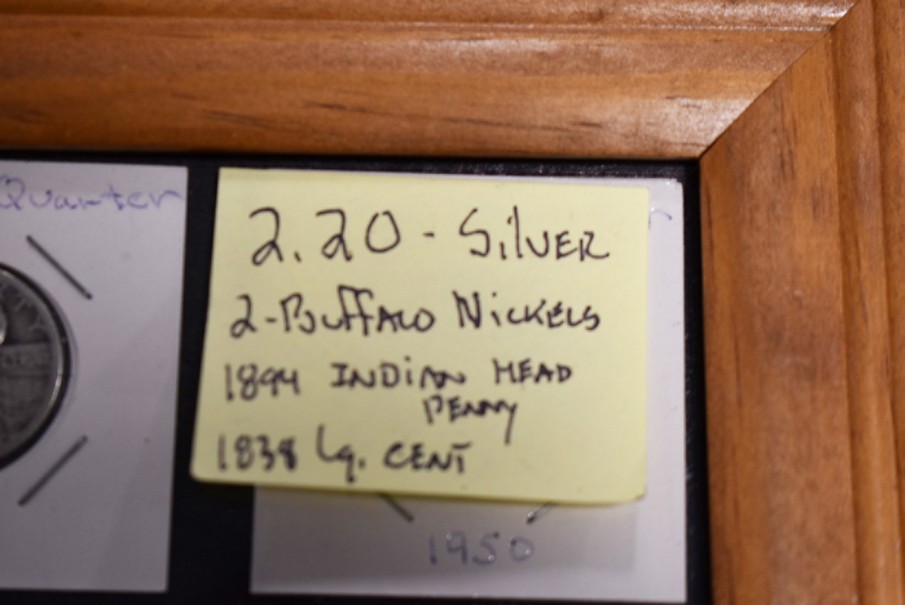 Quarter
2.20 - Silver
2-Buffalo Nickels
1894 Indian Head
Penny
1838 Lg. Cent
1950